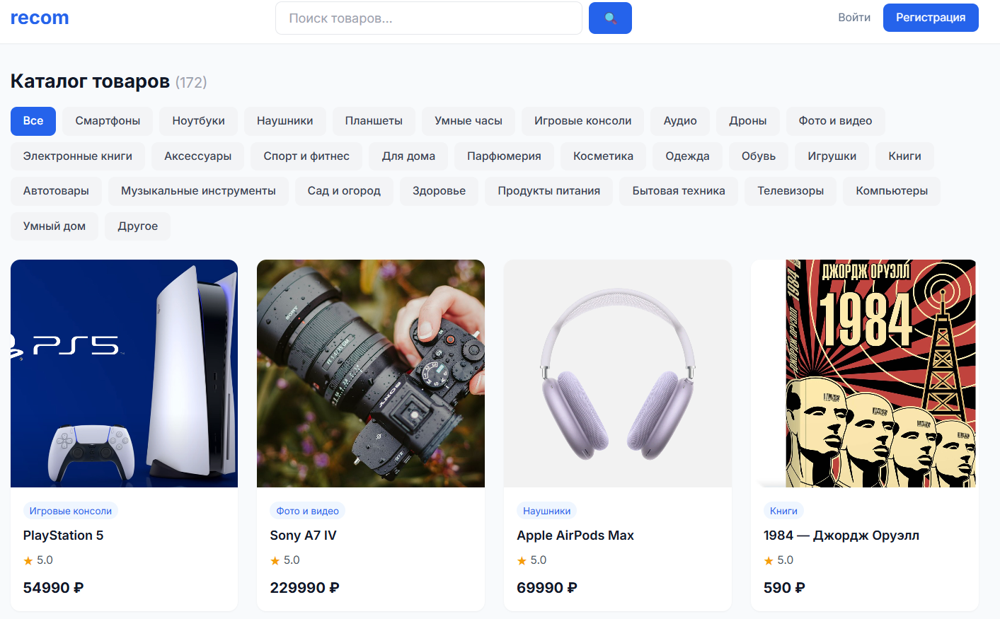 recom
Поиск товаров...
Войти
Регистрация
Каталог товаров (172)
Все
Смартфоны
Ноутбуки
Наушники
Планшеты
Умные часы
Игровые консоли
Аудио
Дроны
Фото и видео
Электронные книги
Аксессуары
Спорт и фитнес
Для дома
Парфюмерия
Косметика
Одежда
Обувь
Игрушки
Книги
Автотовары
Музыкальные инструменты
Сад и огород
Здоровье
Продукты питания
Бытовая техника
Телевизоры
Компьютеры
Умный дом
Другое
PS5
SONY
SONY
ДЖОРДЖ ОРУЭЛЛ
1984
1984
ДЖОРДЖ ОРУЭЛЛ
Игровые консоли
PlayStation 5
★ 5.0
54990 ₽
Фото и видео
Sony A7 IV
★ 5.0
229990 ₽
Наушники
Apple AirPods Max
★ 5.0
69990 ₽
Книги
1984 — Джордж Оруэлл
★ 5.0
590 ₽